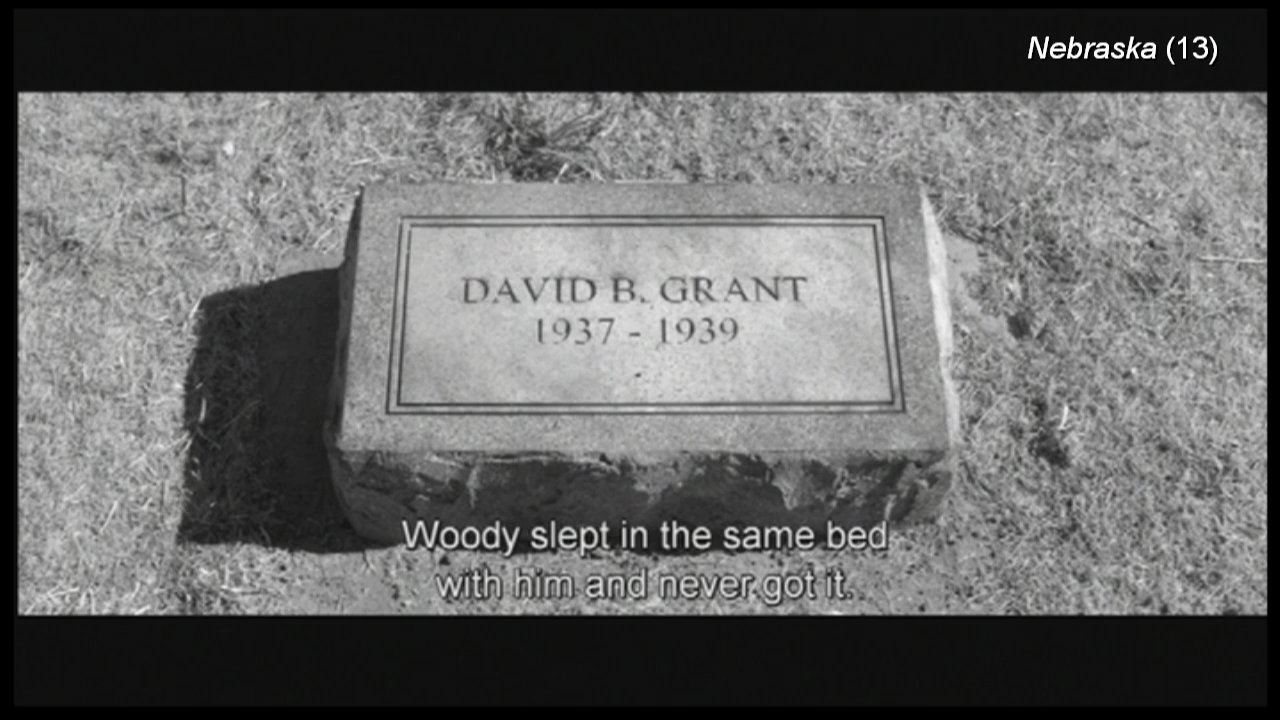 Nebraska (13)
DAVID B. GRANT
1937 - 1939
Woody slept in the same bed
with him and never got it.